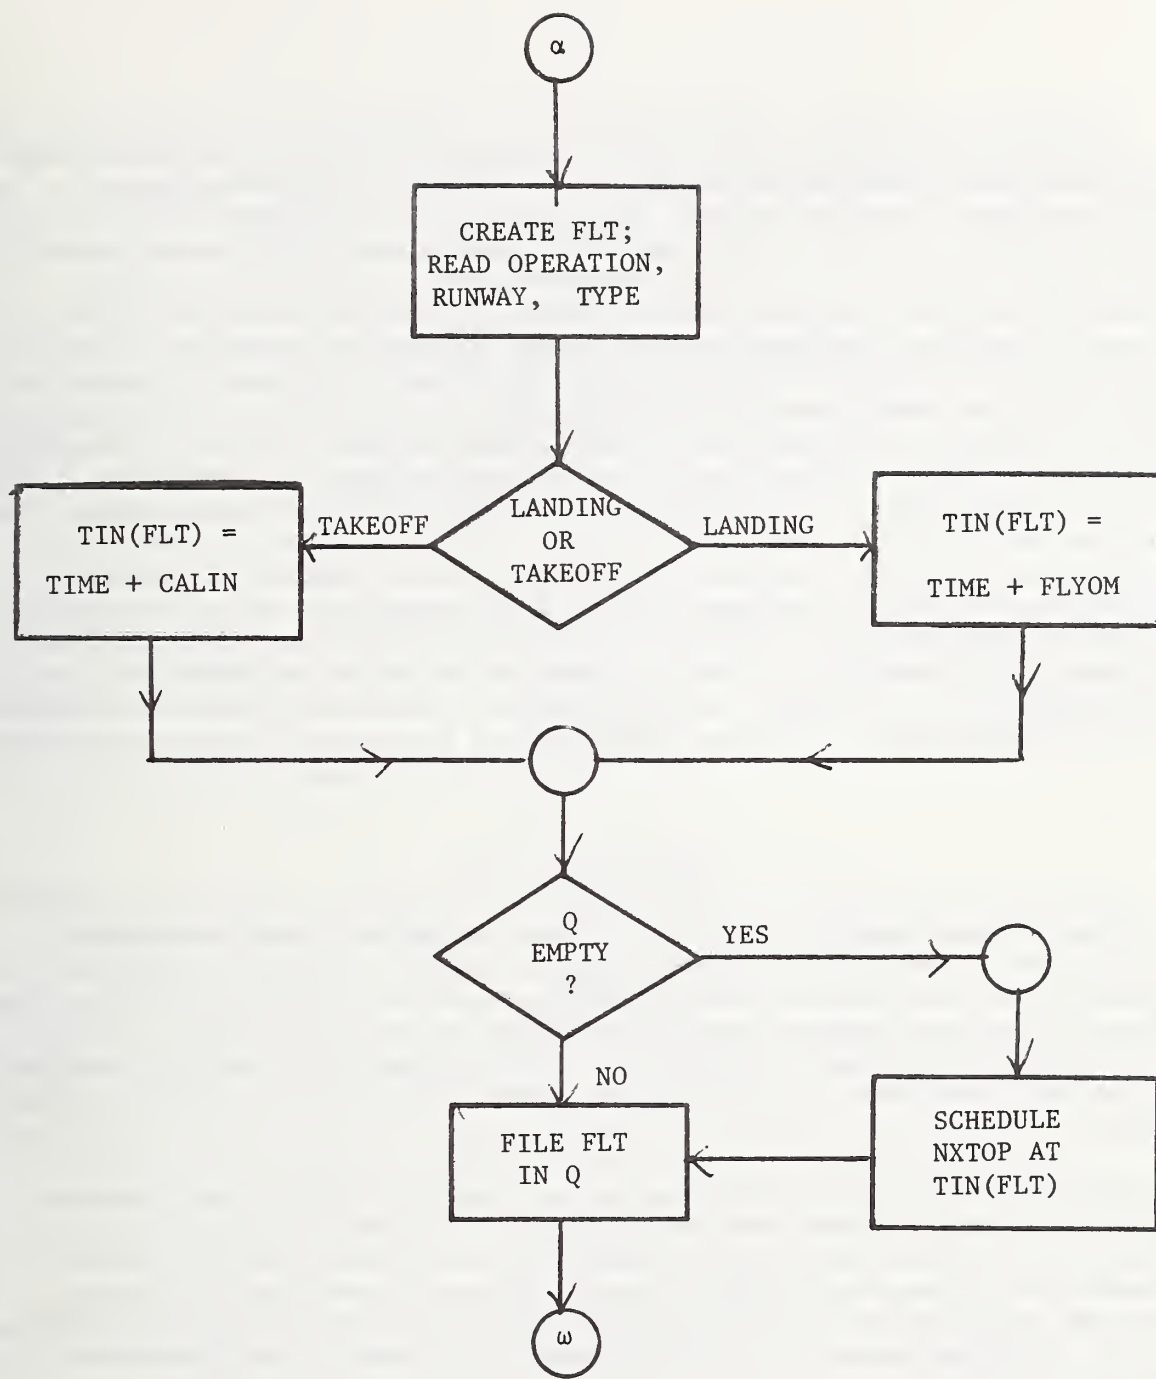 α
CREATE FLT;
READ OPERATION,
RUNWAY, TYPE
TIN(FLT) =
TIME + CALIN
TAKEOFF
LANDING
OR
TAKEOFF
LANDING
TIN(FLT) =
TIME + FLYOM
Q
EMPTY
?
YES
NO
FILE FLT
IN Q
SCHEDULE
NXTOP AT
TIN(FLT)
ω